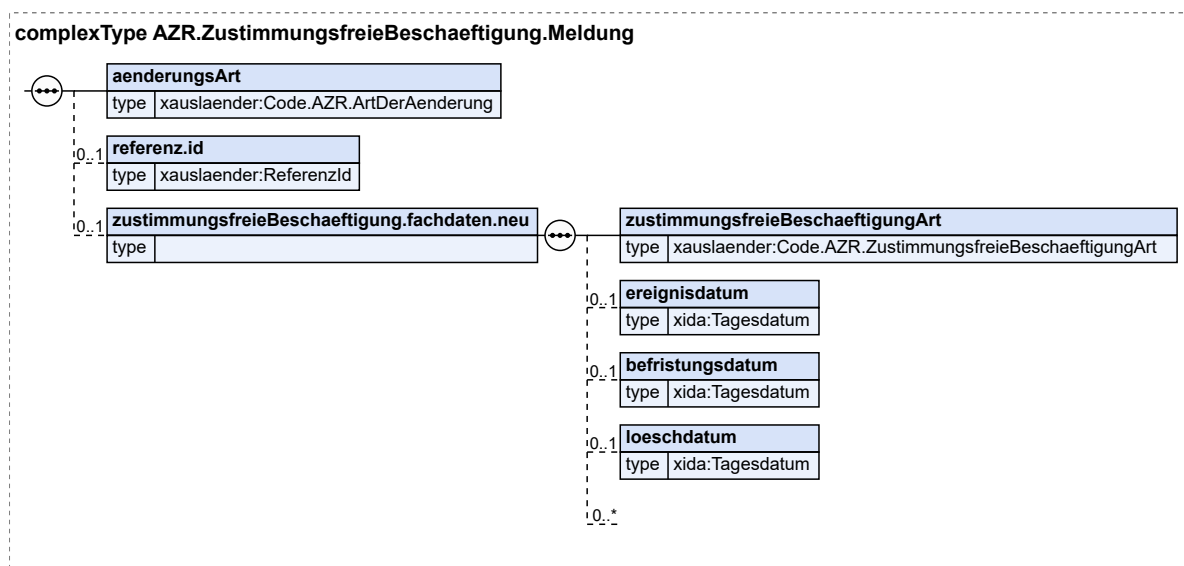 complexType AZR.ZustimmungsfreieBeschaeftigung.Meldung
aenderungsArt
type xauslaender:Code.AZR.ArtDerAenderung
0..1 referenz.id
type xauslaender:ReferenzId
0..1 zustimmungsfreieBeschaeftigung.fachdaten.neu
type
zustimmungsfreieBeschaeftigungArt
type xauslaender:Code.AZR.ZustimmungsfreieBeschaeftigungArt
0..1 ereignisdatum
type xida:Tagesdatum
0..1 befristungsdatum
type xida:Tagesdatum
0..1 loeschdatum
type xida:Tagesdatum
0..*